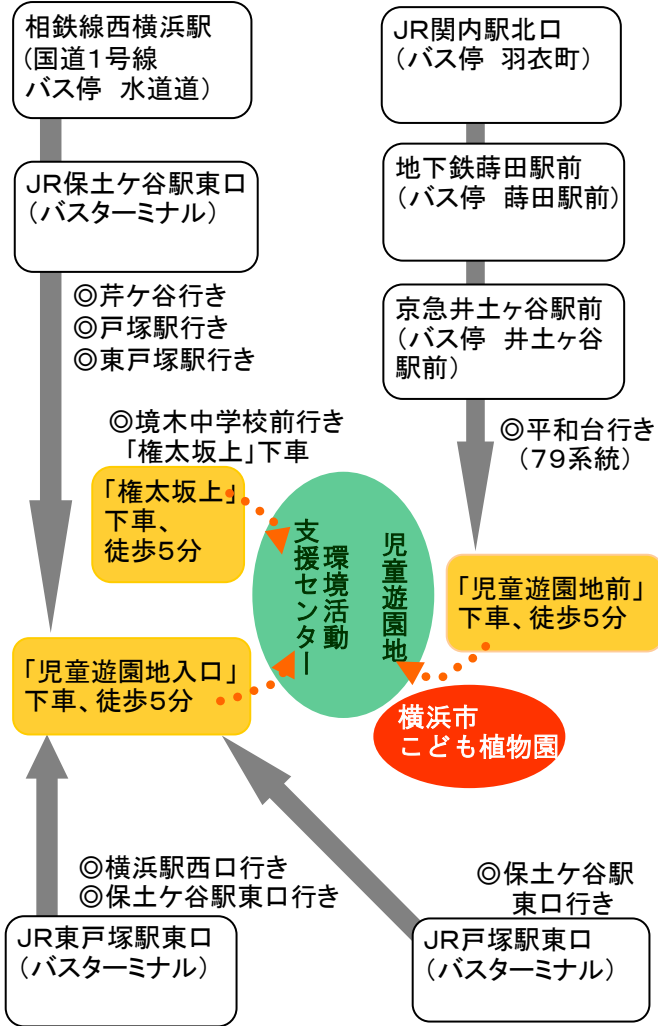 相鉄線西横浜駅
(国道1号線
バス停 水道道)
JR保土ケ谷駅東口
(バスターミナル)
◎芹ケ谷行き
◎戸塚駅行き
◎東戸塚駅行き
◎境木中学校前行き
「権太坂上」下車
「権太坂上」
下車、
徒歩5分
「児童遊園地入口」
下車、徒歩5分
JR関内駅北口
(バス停 羽衣町)
地下鉄蒔田駅前
(バス停 蒔田駅前)
京急井土ヶ谷駅前
(バス停 井土ヶ谷
駅前)
◎平和台行き
(79系統)
児童遊園地
環境活動
支援センター
「児童遊園地前」
下車、徒歩5分
横浜市
こども植物園
◎横浜駅西口行き
◎保土ケ谷駅東口行き
JR東戸塚駅東口
(バスターミナル)
◎保土ケ谷駅
東口行き
JR戸塚駅東口
(バスターミナル)